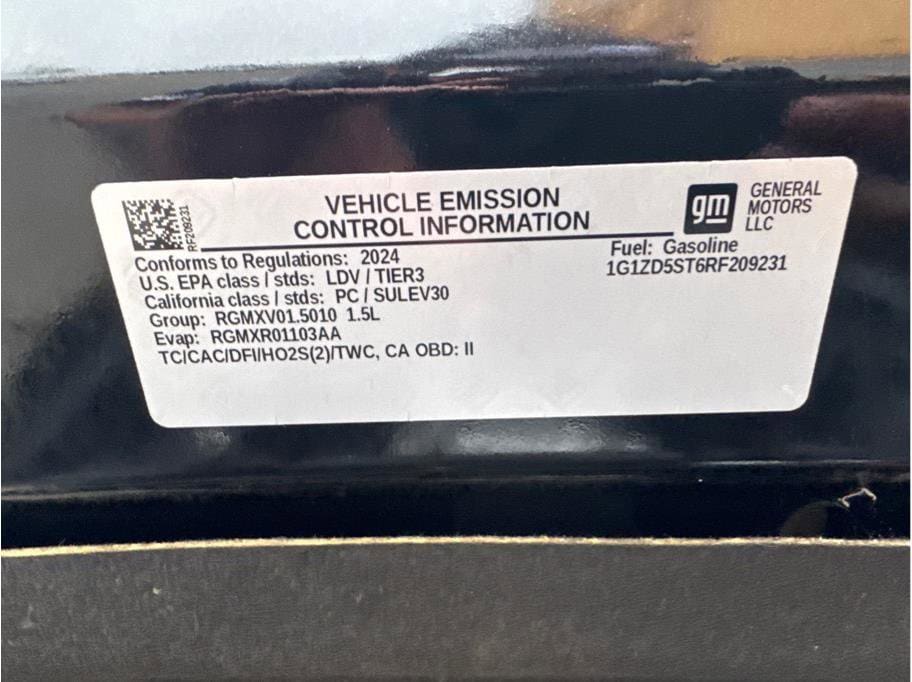 VEHICLE EMISSION
CONTROL INFORMATION
gm
GENERAL
MOTORS
LLC
RF209231
Conforms to Regulations: 2024
U.S. EPA class / stds: LDV / TIER3
California class / stds: PC / SULEV30
Group: RGMXV01.5010 1.5L
Evap: RGMXR01103AA
TC/CAC/DFI/HO2S(2)/TWC, CA OBD: II
Fuel: Gasoline
1G1ZD5ST6RF209231